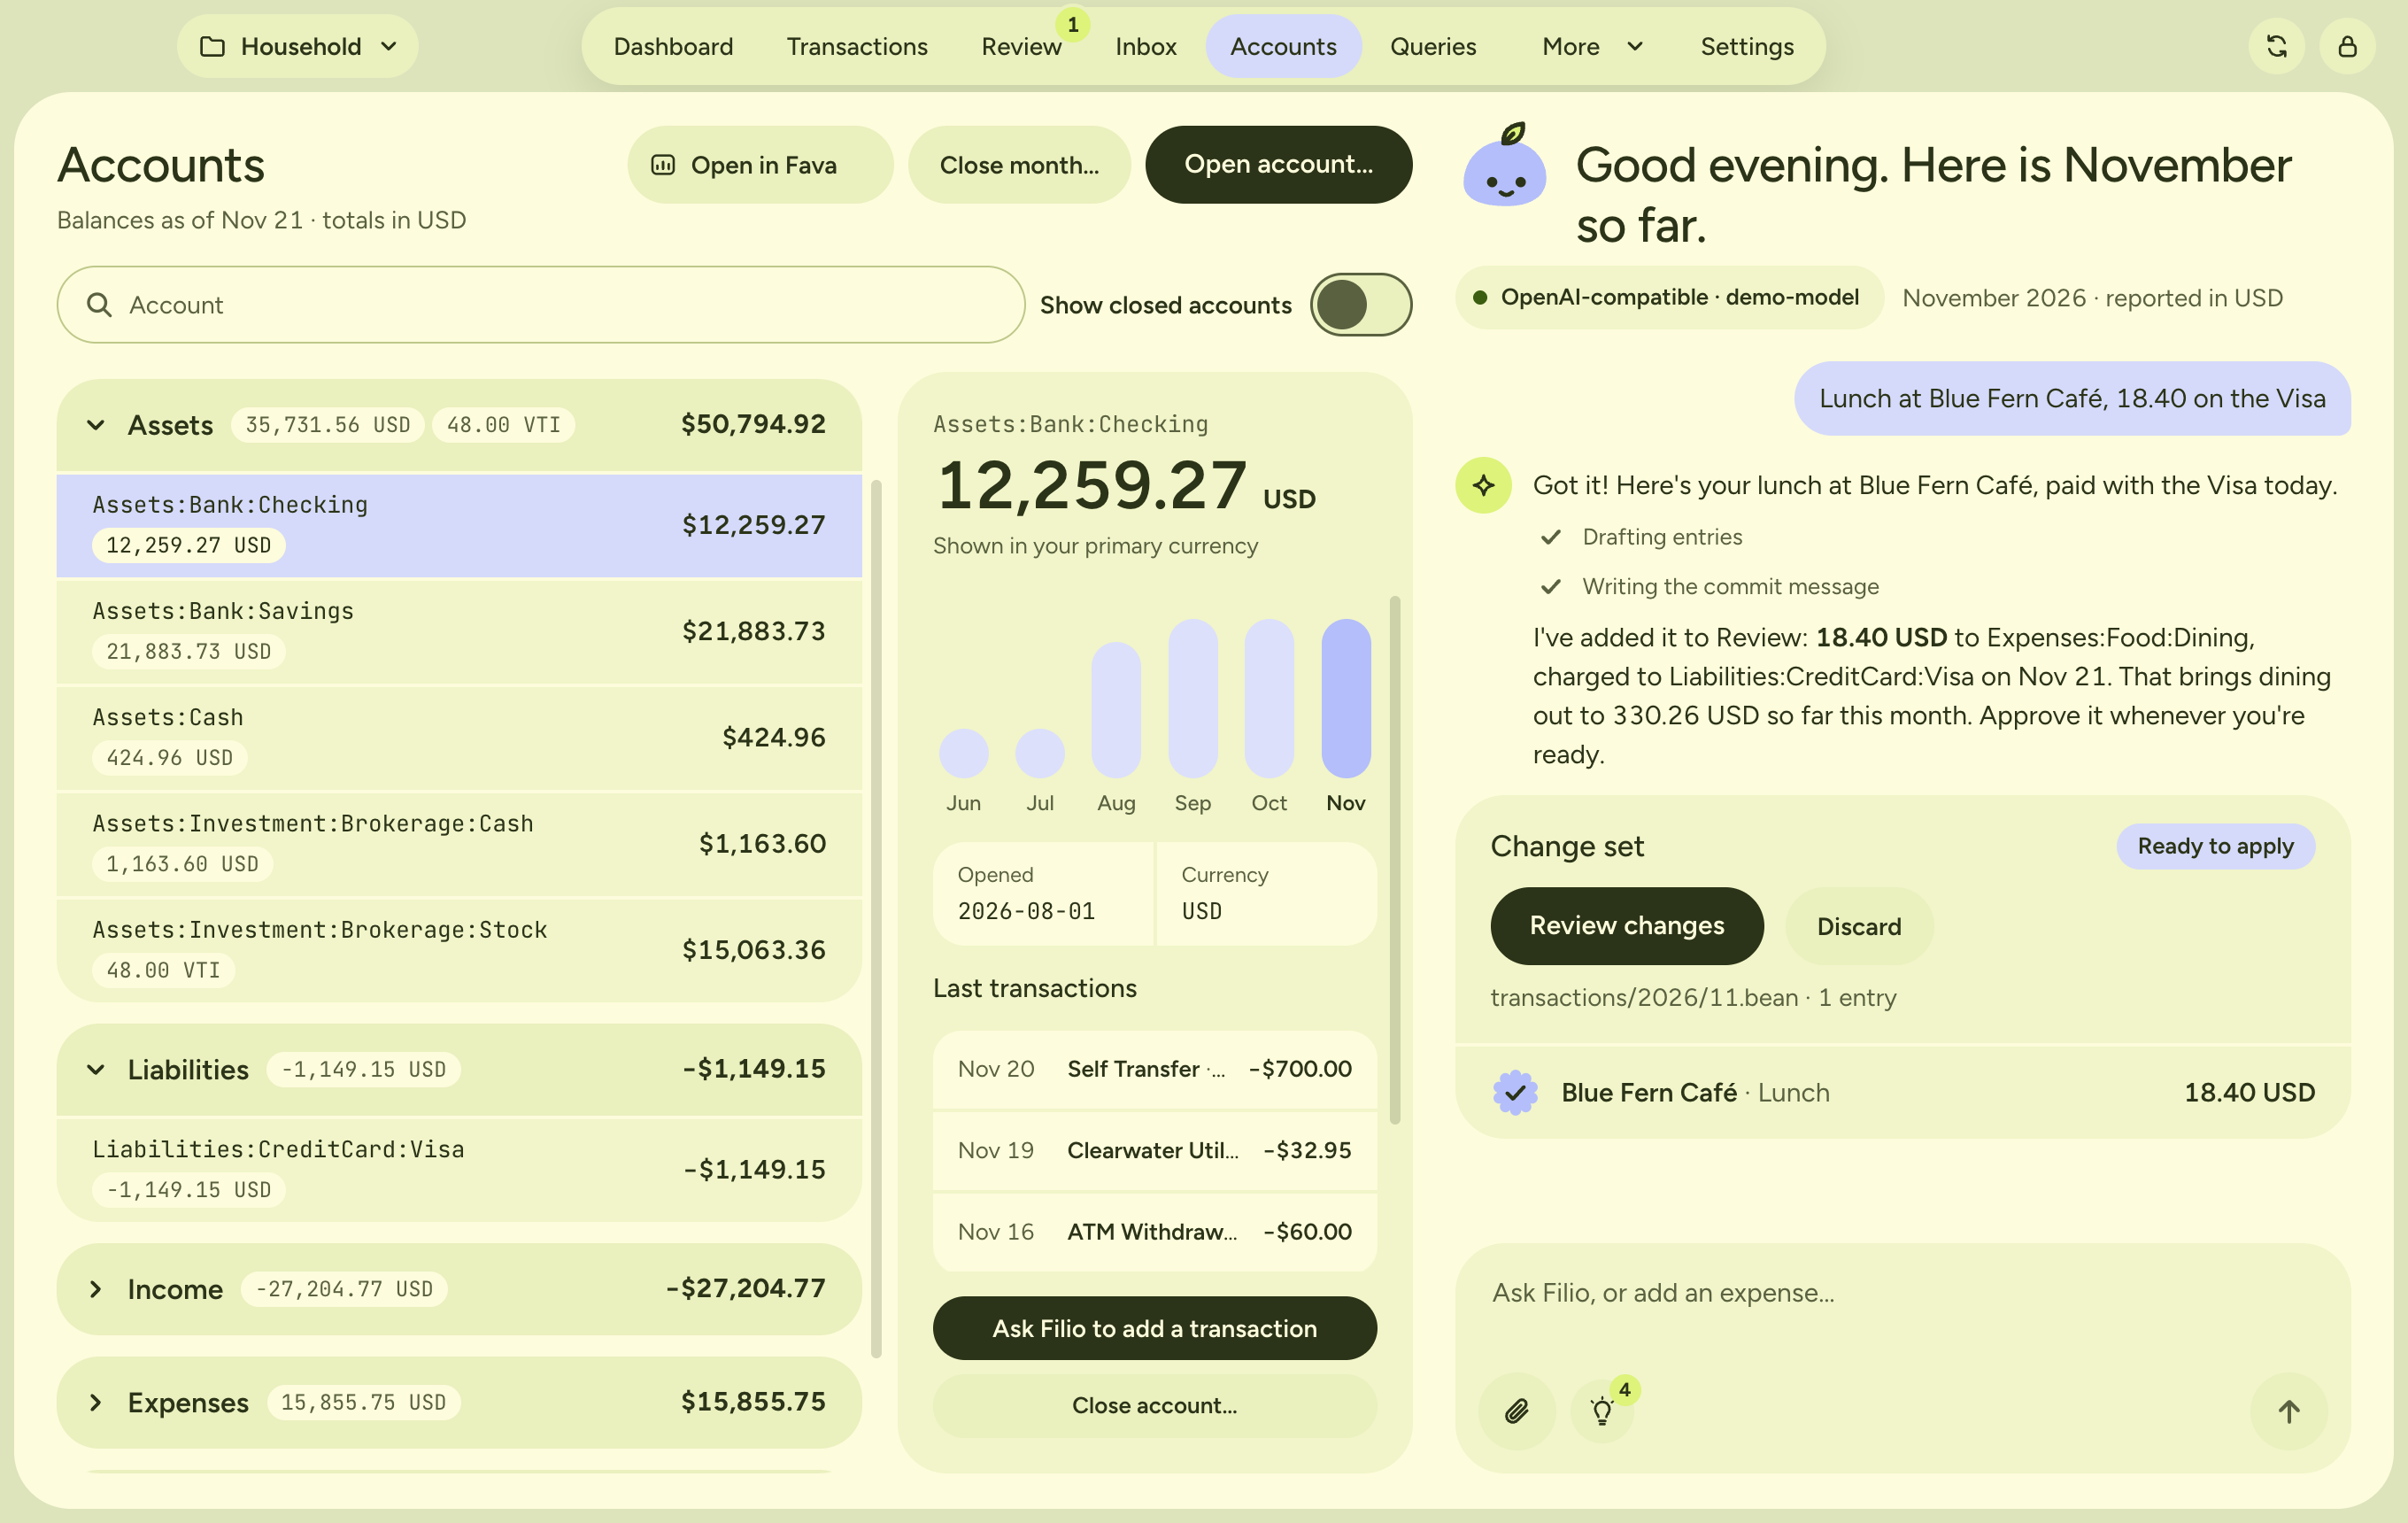 Household
Dashboard
Transactions
Review
1
Inbox
Accounts
Queries
More
Settings
Accounts
Balances as of Nov 21 · totals in USD
Open in Fava
Close month...
Open account...
Account
Show closed accounts
Assets 35,731.56 USD 48.00 VTI $50,794.92
Assets:Bank:Checking
12,259.27 USD
$12,259.27
Assets:Bank:Savings
21,883.73 USD
$21,883.73
Assets:Cash
424.96 USD
$424.96
Assets:Investment:Brokerage:Cash
1,163.60 USD
$1,163.60
Assets:Investment:Brokerage:Stock
48.00 VTI
$15,063.36
Liabilities -1,149.15 USD -$1,149.15
Liabilities:CreditCard:Visa
-1,149.15 USD
-$1,149.15
Income -27,204.77 USD -$27,204.77
Expenses 15,855.75 USD $15,855.75
Assets:Bank:Checking
12,259.27 USD
Shown in your primary currency
Jun Jul Aug Sep Oct Nov
Opened
2026-08-01
Currency
USD
Last transactions
Nov 20 Self Transfer ·... -$700.00
Nov 19 Clearwater Util... -$32.95
Nov 16 ATM Withdraw... -$60.00
Ask Filio to add a transaction
Close account...
Good evening. Here is November
so far.
OpenAI-compatible · demo-model
November 2026 · reported in USD
Lunch at Blue Fern Café, 18.40 on the Visa
Got it! Here's your lunch at Blue Fern Café, paid with the Visa today.
Drafting entries
Writing the commit message
I've added it to Review: 18.40 USD to Expenses:Food:Dining,
charged to Liabilities:CreditCard:Visa on Nov 21. That brings dining
out to 330.26 USD so far this month. Approve it whenever you're
ready.
Change set
Ready to apply
Review changes
Discard
transactions/2026/11.bean · 1 entry
Blue Fern Café · Lunch 18.40 USD
Ask Filio, or add an expense...
4